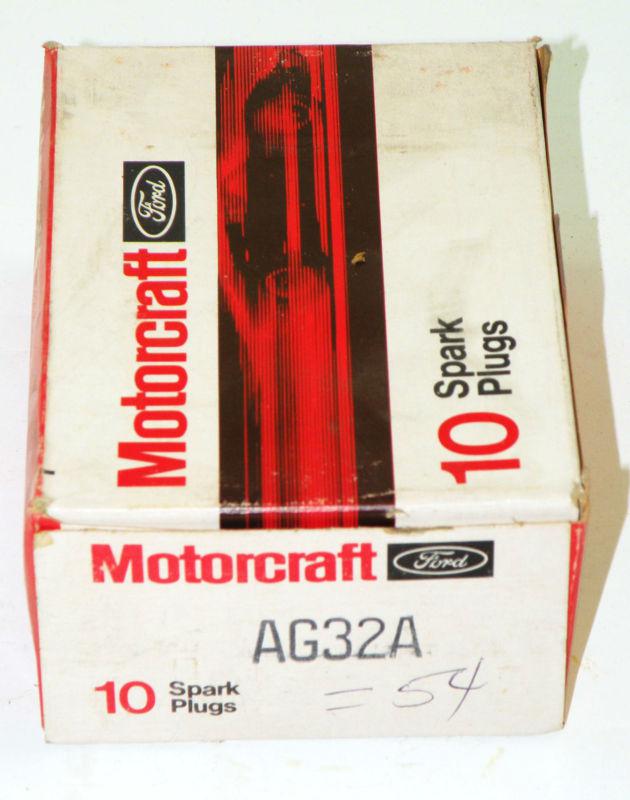 Motorcraft Ford
10 Spark
Plugs
Motorcraft Ford
AG32A
10 Spark
Plugs
= 54